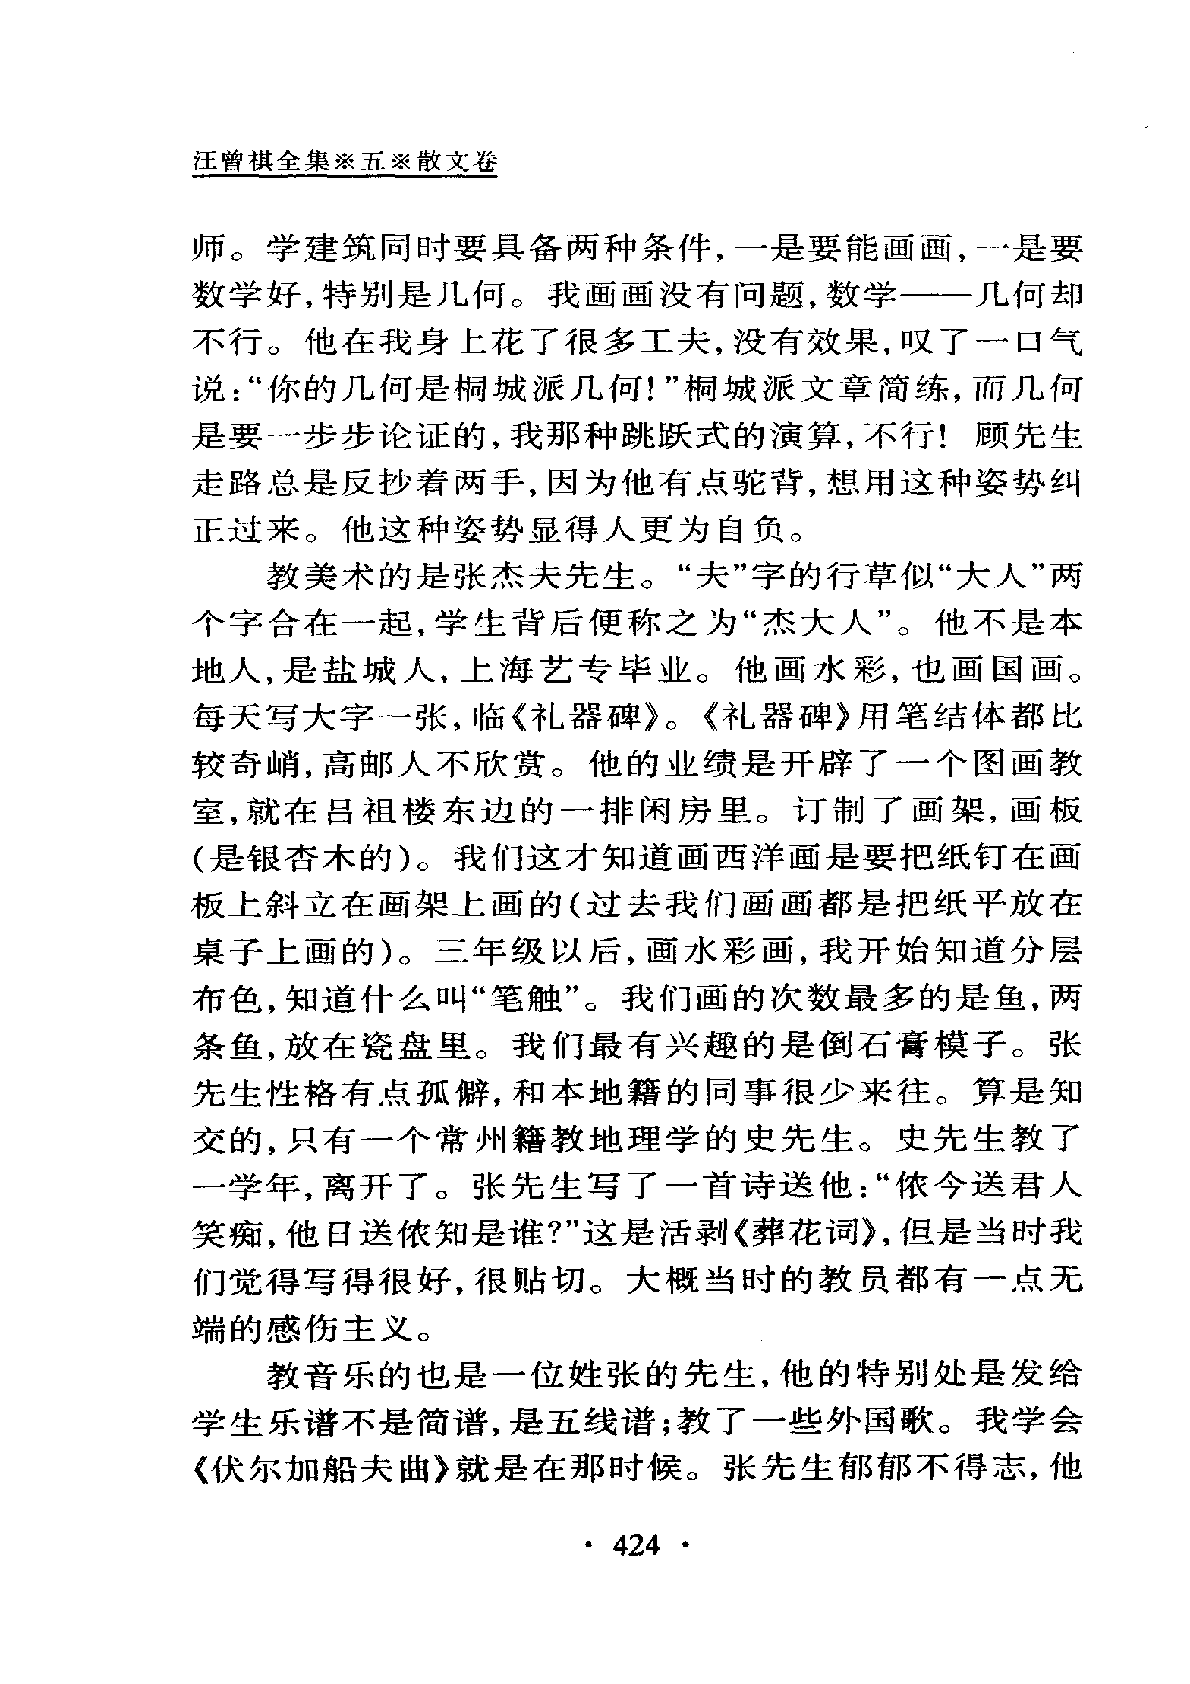 汪曾祺全集※五※散文卷
师。学建筑同时要具备两种条件,一是要能画画,一是要
数学好,特别是几何。我画画没有问题,数学——几何却
不行。他在我身上花了很多工夫,没有效果,叹了一口气
说:“你的几何是桐城派几何!”桐城派文章简练,而几何
是要一步步论证的,我那种跳跃式的演算,不行! 顾先生
走路总是反抄着两手,因为他有点驼背,想用这种姿势纠
正过来。他这种姿势显得人更为自负。
教美术的是张杰夫先生。“夫”字的行草似“大人”两
个字合在一起,学生背后便称之为“杰大人”。他不是本
地人,是盐城人,上海艺专毕业。他画水彩,也画国画。
每天写大字一张,临《礼器碑》。《礼器碑》用笔结体都比
较奇峭,高邮人不欣赏。他的业绩是开辟了一个图画教
室,就在吕祖楼东边的一排闲房里。订制了画架,画板
(是银杏木的)。我们这才知道画西洋画是要把纸钉在画
板上斜立在画架上画的(过去我们画画都是把纸平放在
桌子上画的)。三年级以后,画水彩画,我开始知道分层
布色,知道什么叫“笔触”。我们画的次数最多的是鱼,两
条鱼,放在瓷盘里。我们最有兴趣的是倒石膏模子。张
先生性格有点孤僻,和本地籍的同事很少来往。算是知
交的,只有一个常州籍教地理学的史先生。史先生教了
一学年,离开了。张先生写了一首诗送他:“侬今送君人
笑痴,他日送侬知是谁?”这是活剥《葬花词》,但是当时我
们觉得写得很好,很贴切。大概当时的教员都有一点无
端的感伤主义。
教音乐的也是一位姓张的先生,他的特别处是发给
学生乐谱不是简谱,是五线谱;教了一些外国歌。我学会
《伏尔加船夫曲》就是在那时候。张先生郁郁不得志,他
· 424 ·